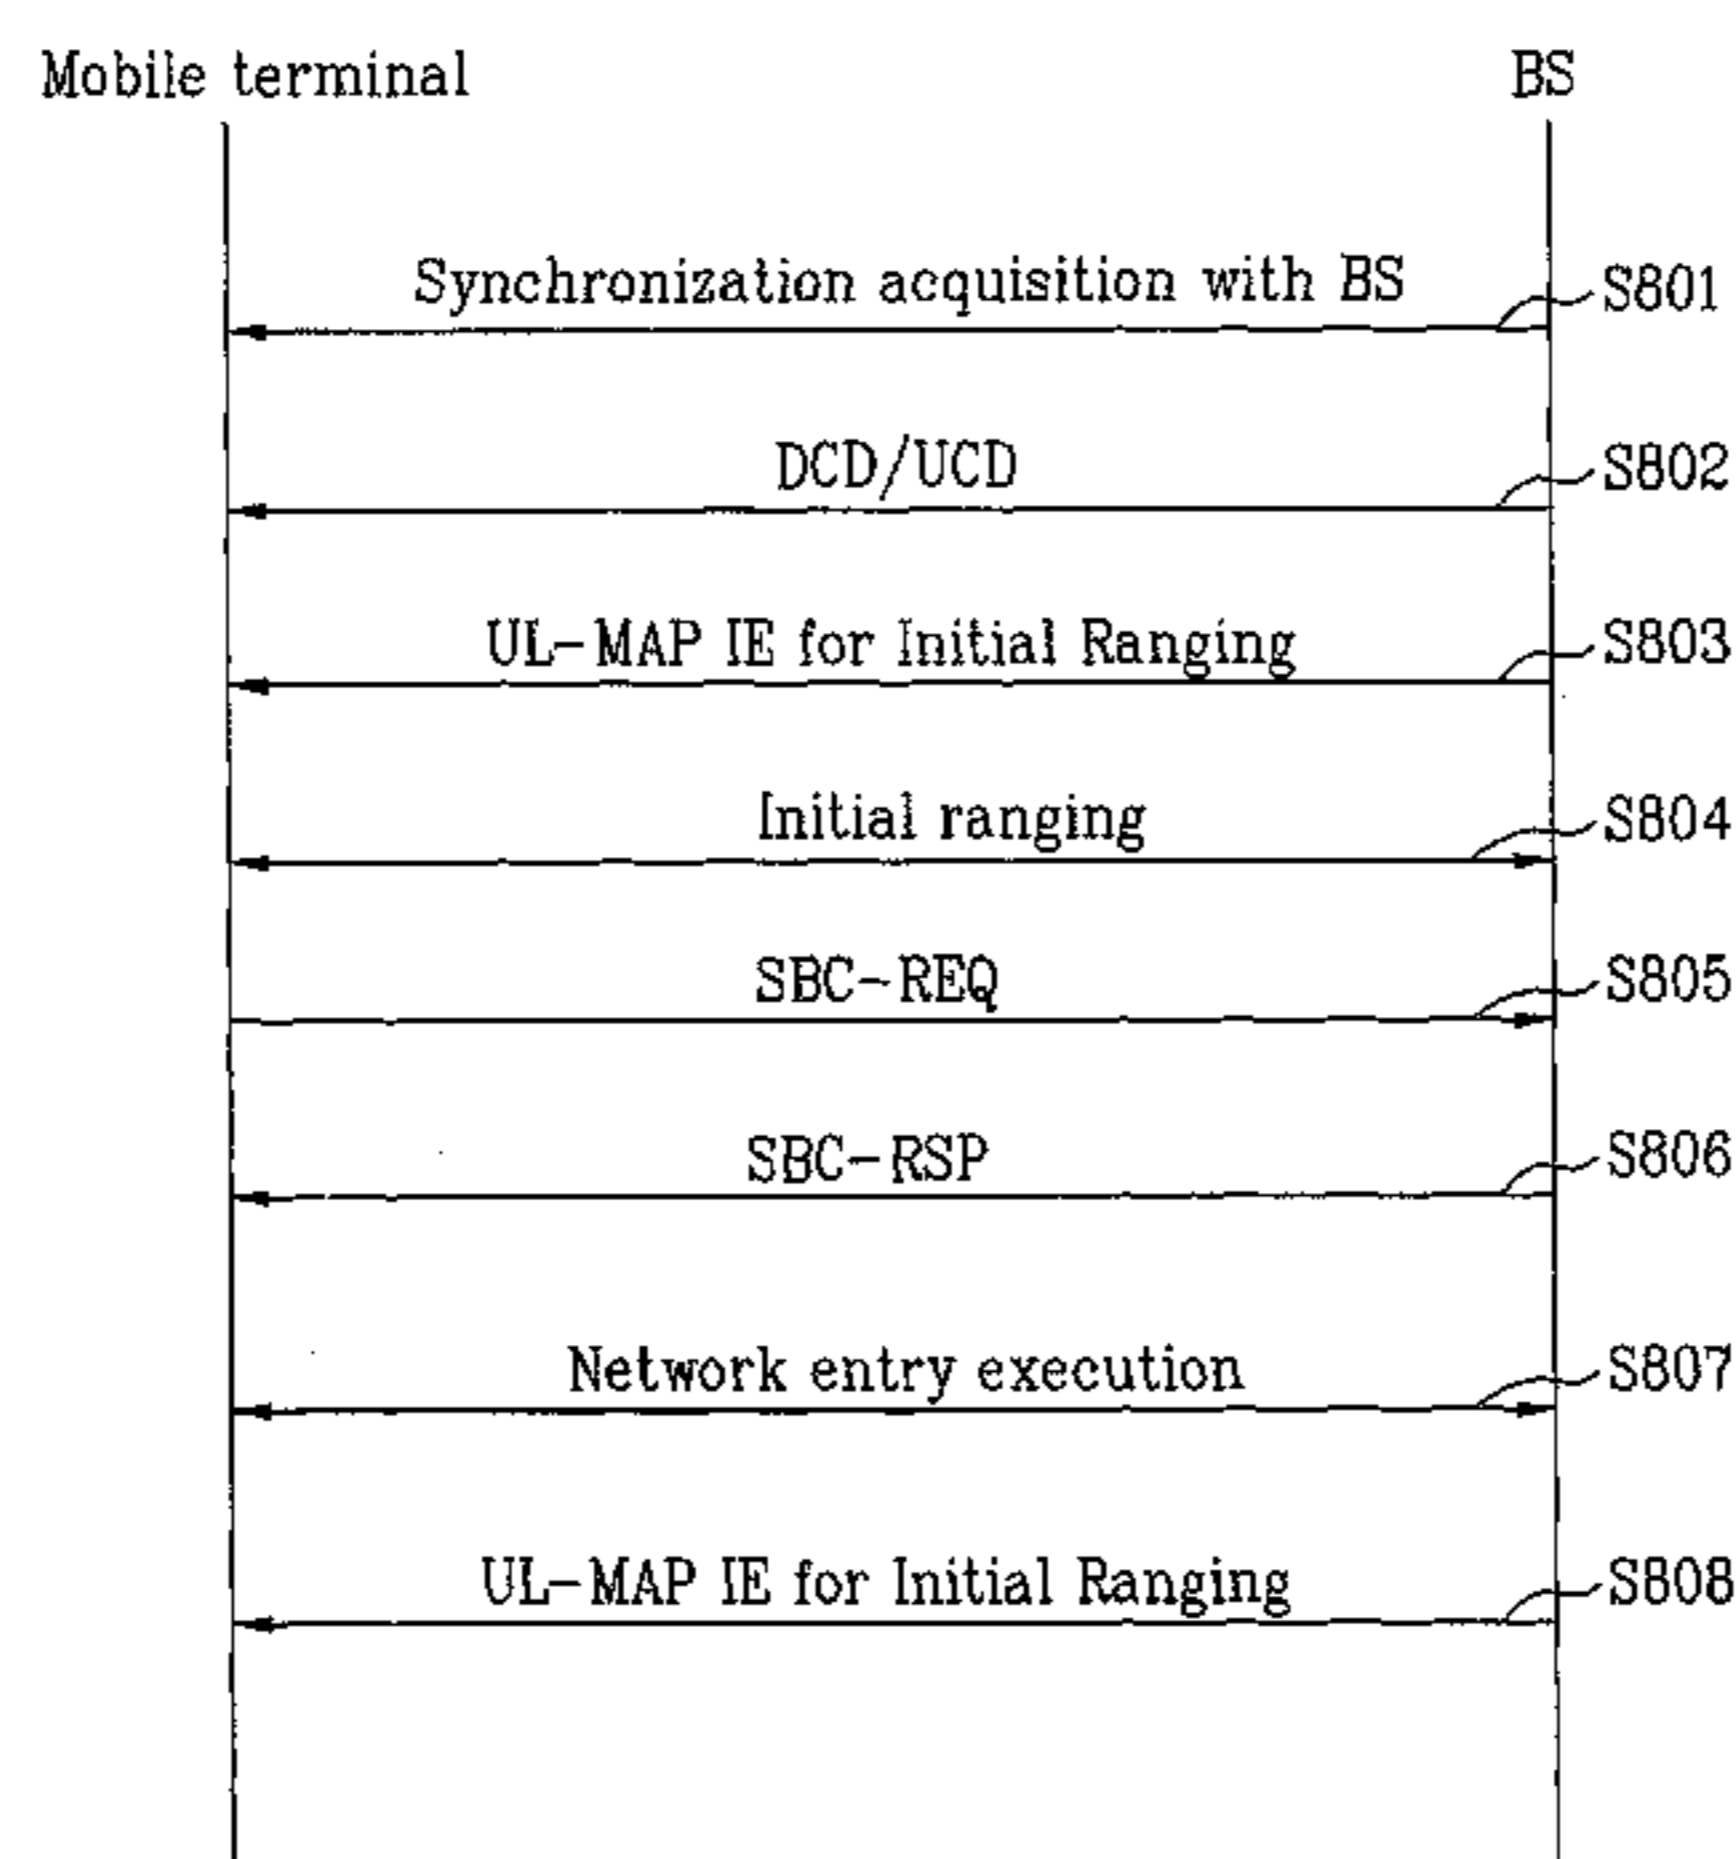 Mobile terminal BS
Synchronization acquisition with BS S801
DCD/UCD S802
UL-MAP IE for Initial Ranging S803
Initial ranging S804
SBC-REQ S805
SBC-RSP S806
Network entry execution S807
UL-MAP IE for Initial Ranging S808